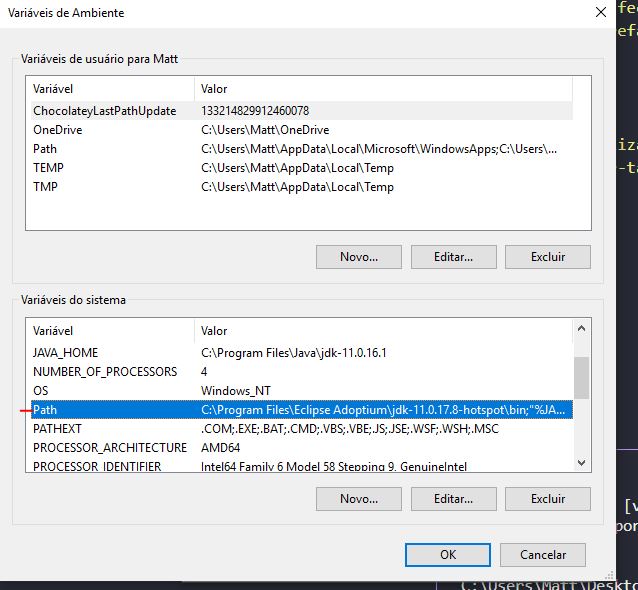 Variáveis de Ambiente
Variáveis de usuário para Matt
Variável Valor
ChocolateyLastPathUpdate 133214829912460078
OneDrive C:\Users\Matt\OneDrive
Path C:\Users\Matt\AppData\Local\Microsoft\WindowsApps;C:\Users\...
TEMP C:\Users\Matt\AppData\Local\Temp
TMP C:\Users\Matt\AppData\Local\Temp
Novo... Editar... Excluir
Variáveis do sistema
Variável Valor
JAVA_HOME C:\Program Files\Java\jdk-11.0.16.1
NUMBER_OF_PROCESSORS 4
OS Windows_NT
Path C:\Program Files\Eclipse Adoptium\jdk-11.0.17.8-hotspot\bin;"%JA...
PATHEXT .COM;.EXE;.BAT;.CMD;.VBS;.VBE;.JS;.JSE;.WSF;.WSH;.MSC
PROCESSOR_ARCHITECTURE AMD64
PROCESSOR_IDENTIFIER Intel64 Family 6 Model 58 Stepping 9, GenuineIntel
Novo... Editar... Excluir
OK Cancelar
C:\Users\Matt\Deskto